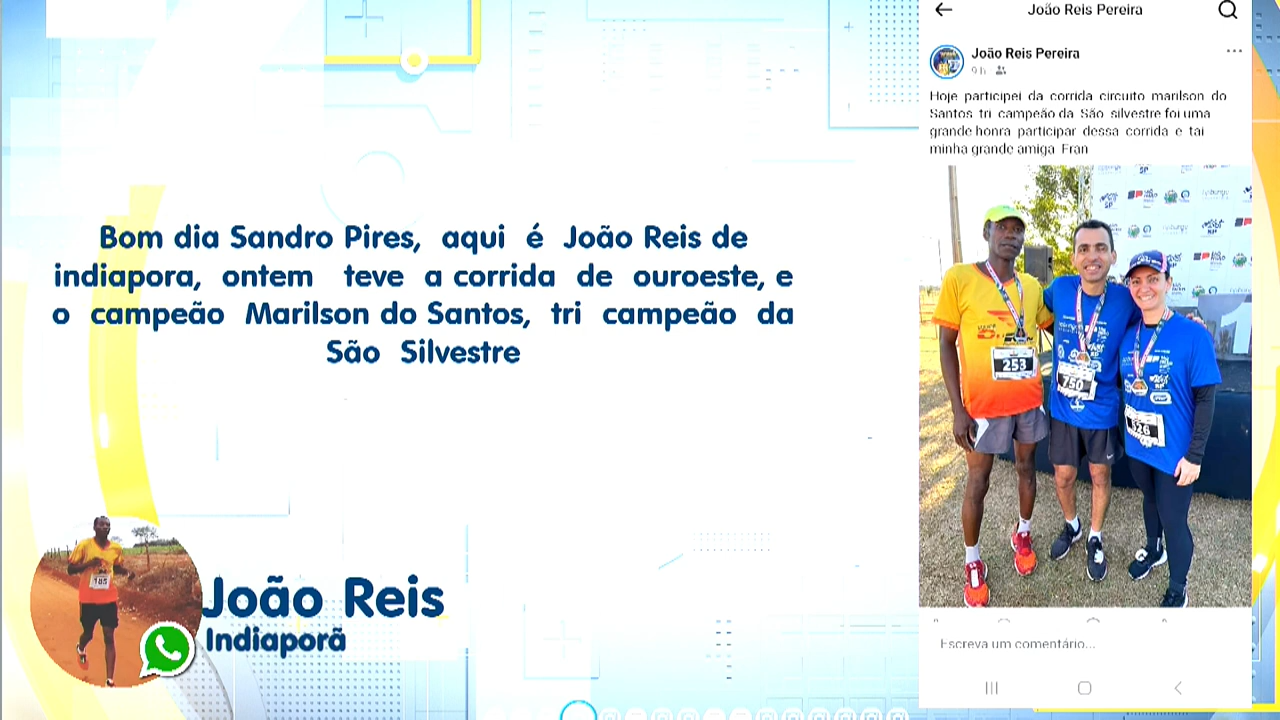 João Reis Pereira
João Reis Pereira
9 h
Hoje participei da corrida circuito marilson do
Santos tri campeão da São silvestre foi uma
grande honra participar dessa corrida e tai
minha grande amiga Fran
Bom dia Sandro Pires, aqui é João Reis de
indiapora, ontem teve a corrida de ouroeste, e
o campeão Marilson do Santos, tri campeão da
São Silvestre
253
750
526
185
João Reis
Indiaporã
Escreva um comentário...